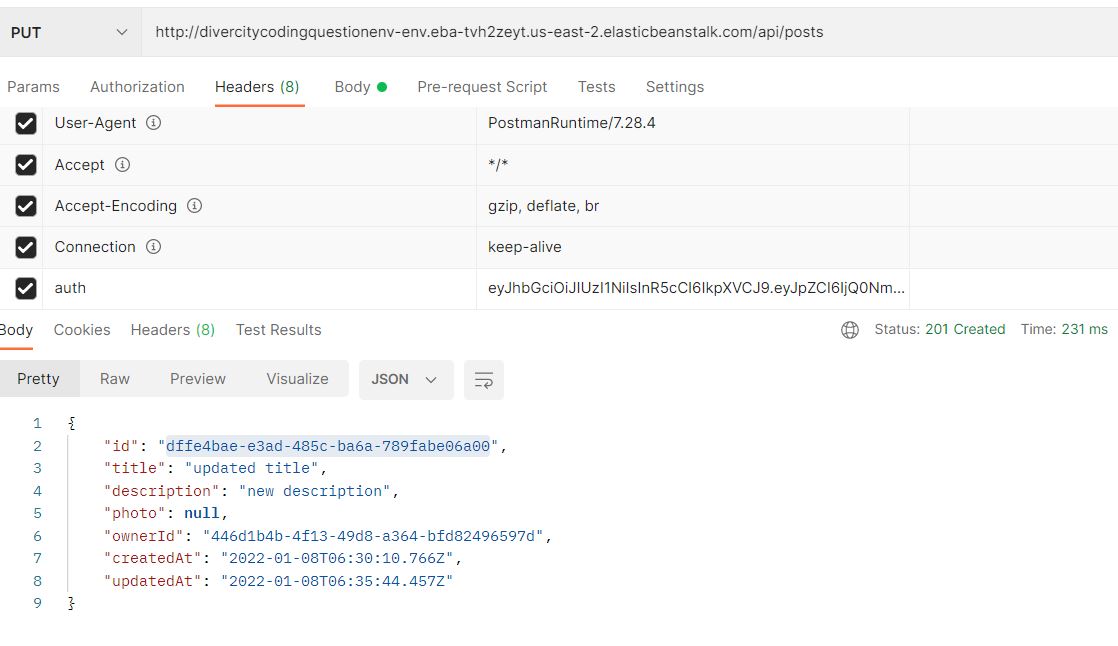 PUT http://divercitycodingquestionenv-env.eba-tvh2zeyt.us-east-2.elasticbeanstalk.com/api/posts
Params Authorization Headers (8) Body Pre-request Script Tests Settings
User-Agent PostmanRuntime/7.28.4
Accept */*
Accept-Encoding gzip, deflate, br
Connection keep-alive
auth eyJhbGciOiJIUzI1NiIsInR5cCI6IkpXVCJ9.eyJpZCI6IjQ0Nm...
Body Cookies Headers (8) Test Results Status: 201 Created Time: 231 ms
Pretty Raw Preview Visualize JSON
1 {
2 "id": "dffe4bae-e3ad-485c-ba6a-789fabe06a00",
3 "title": "updated title",
4 "description": "new description",
5 "photo": null,
6 "ownerId": "446d1b4b-4f13-49d8-a364-bfd82496597d",
7 "createdAt": "2022-01-08T06:30:10.766Z",
8 "updatedAt": "2022-01-08T06:35:44.457Z"
9 }